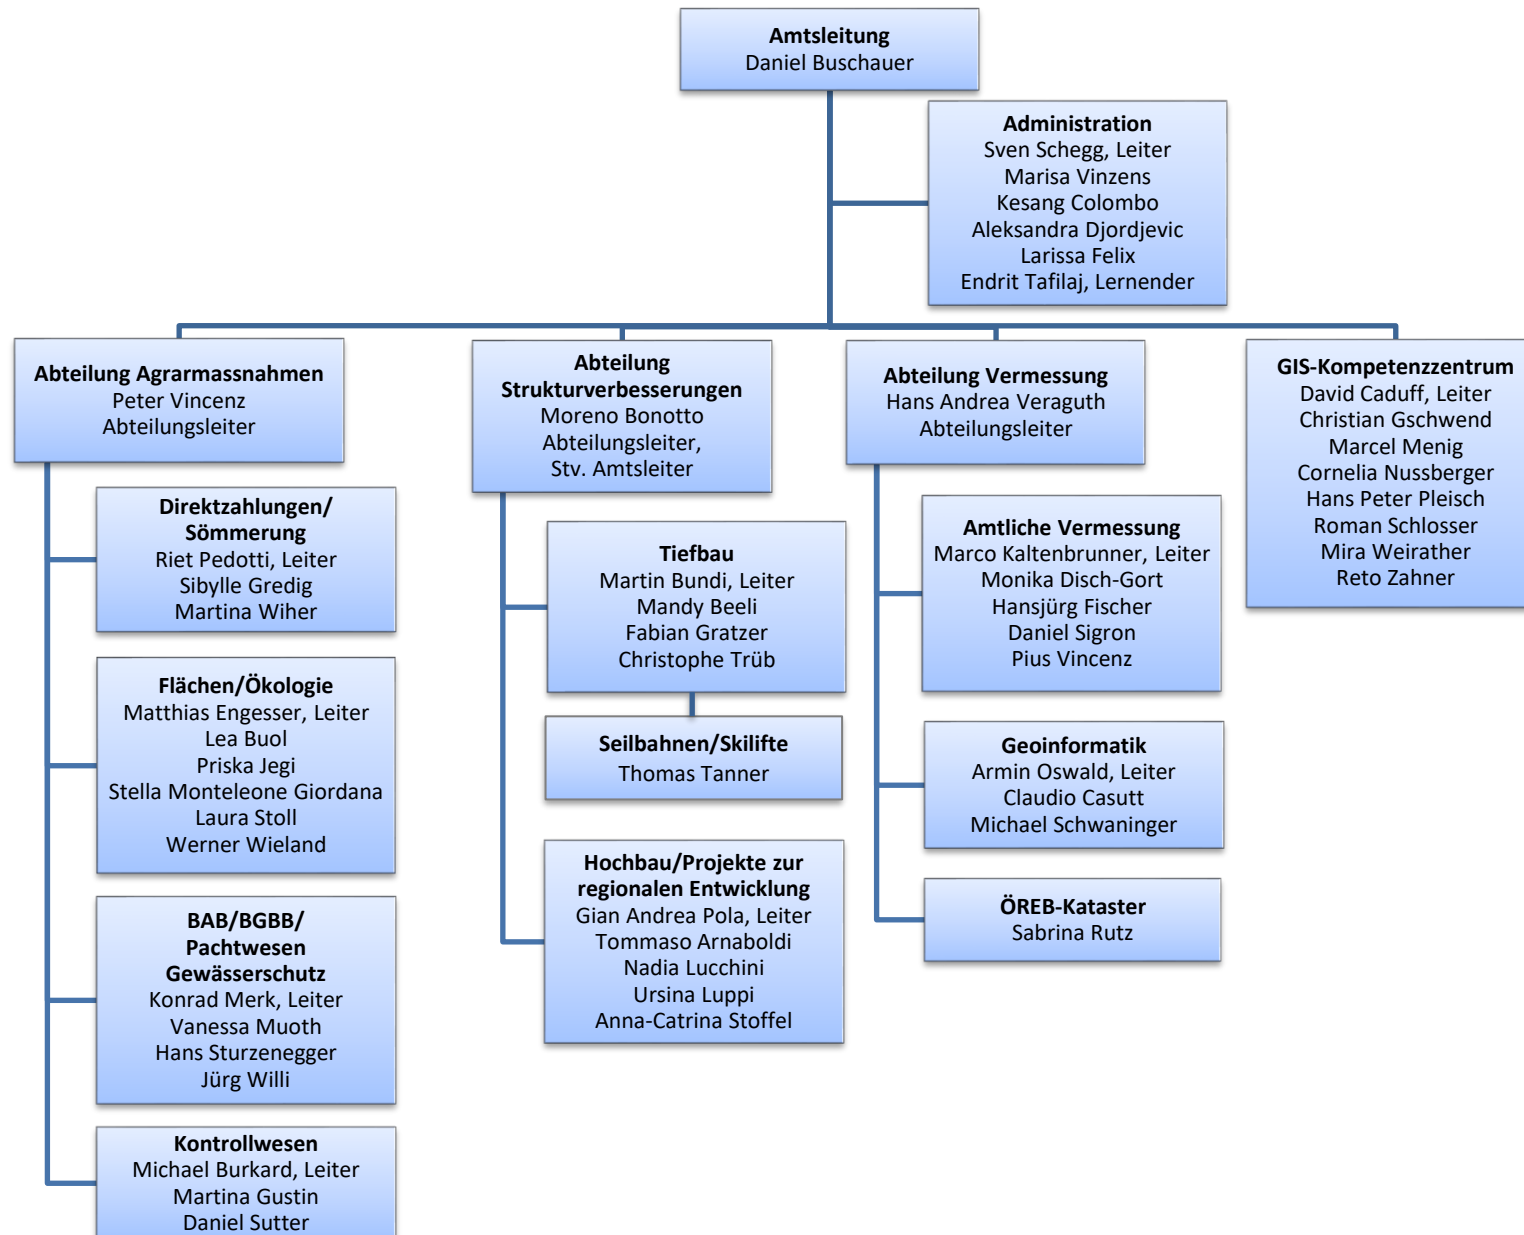 Amtsleitung
Daniel Buschauer
Administration
Sven Schegg, Leiter
Marisa Vinzens
Kesang Colombo
Aleksandra Djordjevic
Larissa Felix
Endrit Tafilaj, Lernender
Abteilung Agrarmassnahmen
Peter Vincenz
Abteilungsleiter
Direktzahlungen/
Sömmerung
Riet Pedotti, Leiter
Sibylle Gredig
Martina Wiher
Flächen/Ökologie
Matthias Engesser, Leiter
Lea Buol
Priska Jegi
Stella Monteleone Giordana
Laura Stoll
Werner Wieland
BAB/BGBB/
Pachtwesen
Gewässerschutz
Konrad Merk, Leiter
Vanessa Muoth
Hans Sturzenegger
Jürg Willi
Kontrollwesen
Michael Burkard, Leiter
Martina Gustin
Daniel Sutter
Abteilung
Strukturverbesserungen
Moreno Bonotto
Abteilungsleiter,
Stv. Amtsleiter
Tiefbau
Martin Bundi, Leiter
Mandy Beeli
Fabian Gratzer
Christophe Trüb
Seilbahnen/Skilifte
Thomas Tanner
Hochbau/Projekte zur
regionalen Entwicklung
Gian Andrea Pola, Leiter
Tommaso Arnaboldi
Nadia Lucchini
Ursina Luppi
Anna-Catrina Stoffel
Abteilung Vermessung
Hans Andrea Veraguth
Abteilungsleiter
Amtliche Vermessung
Marco Kaltenbrunner, Leiter
Monika Disch-Gort
Hansjürg Fischer
Daniel Sigron
Pius Vincenz
Geoinformatik
Armin Oswald, Leiter
Claudio Casutt
Michael Schwaninger
ÖREB-Kataster
Sabrina Rutz
GIS-Kompetenzzentrum
David Caduff, Leiter
Christian Gschwend
Marcel Menig
Cornelia Nussberger
Hans Peter Pleisch
Roman Schlosser
Mira Weirather
Reto Zahner